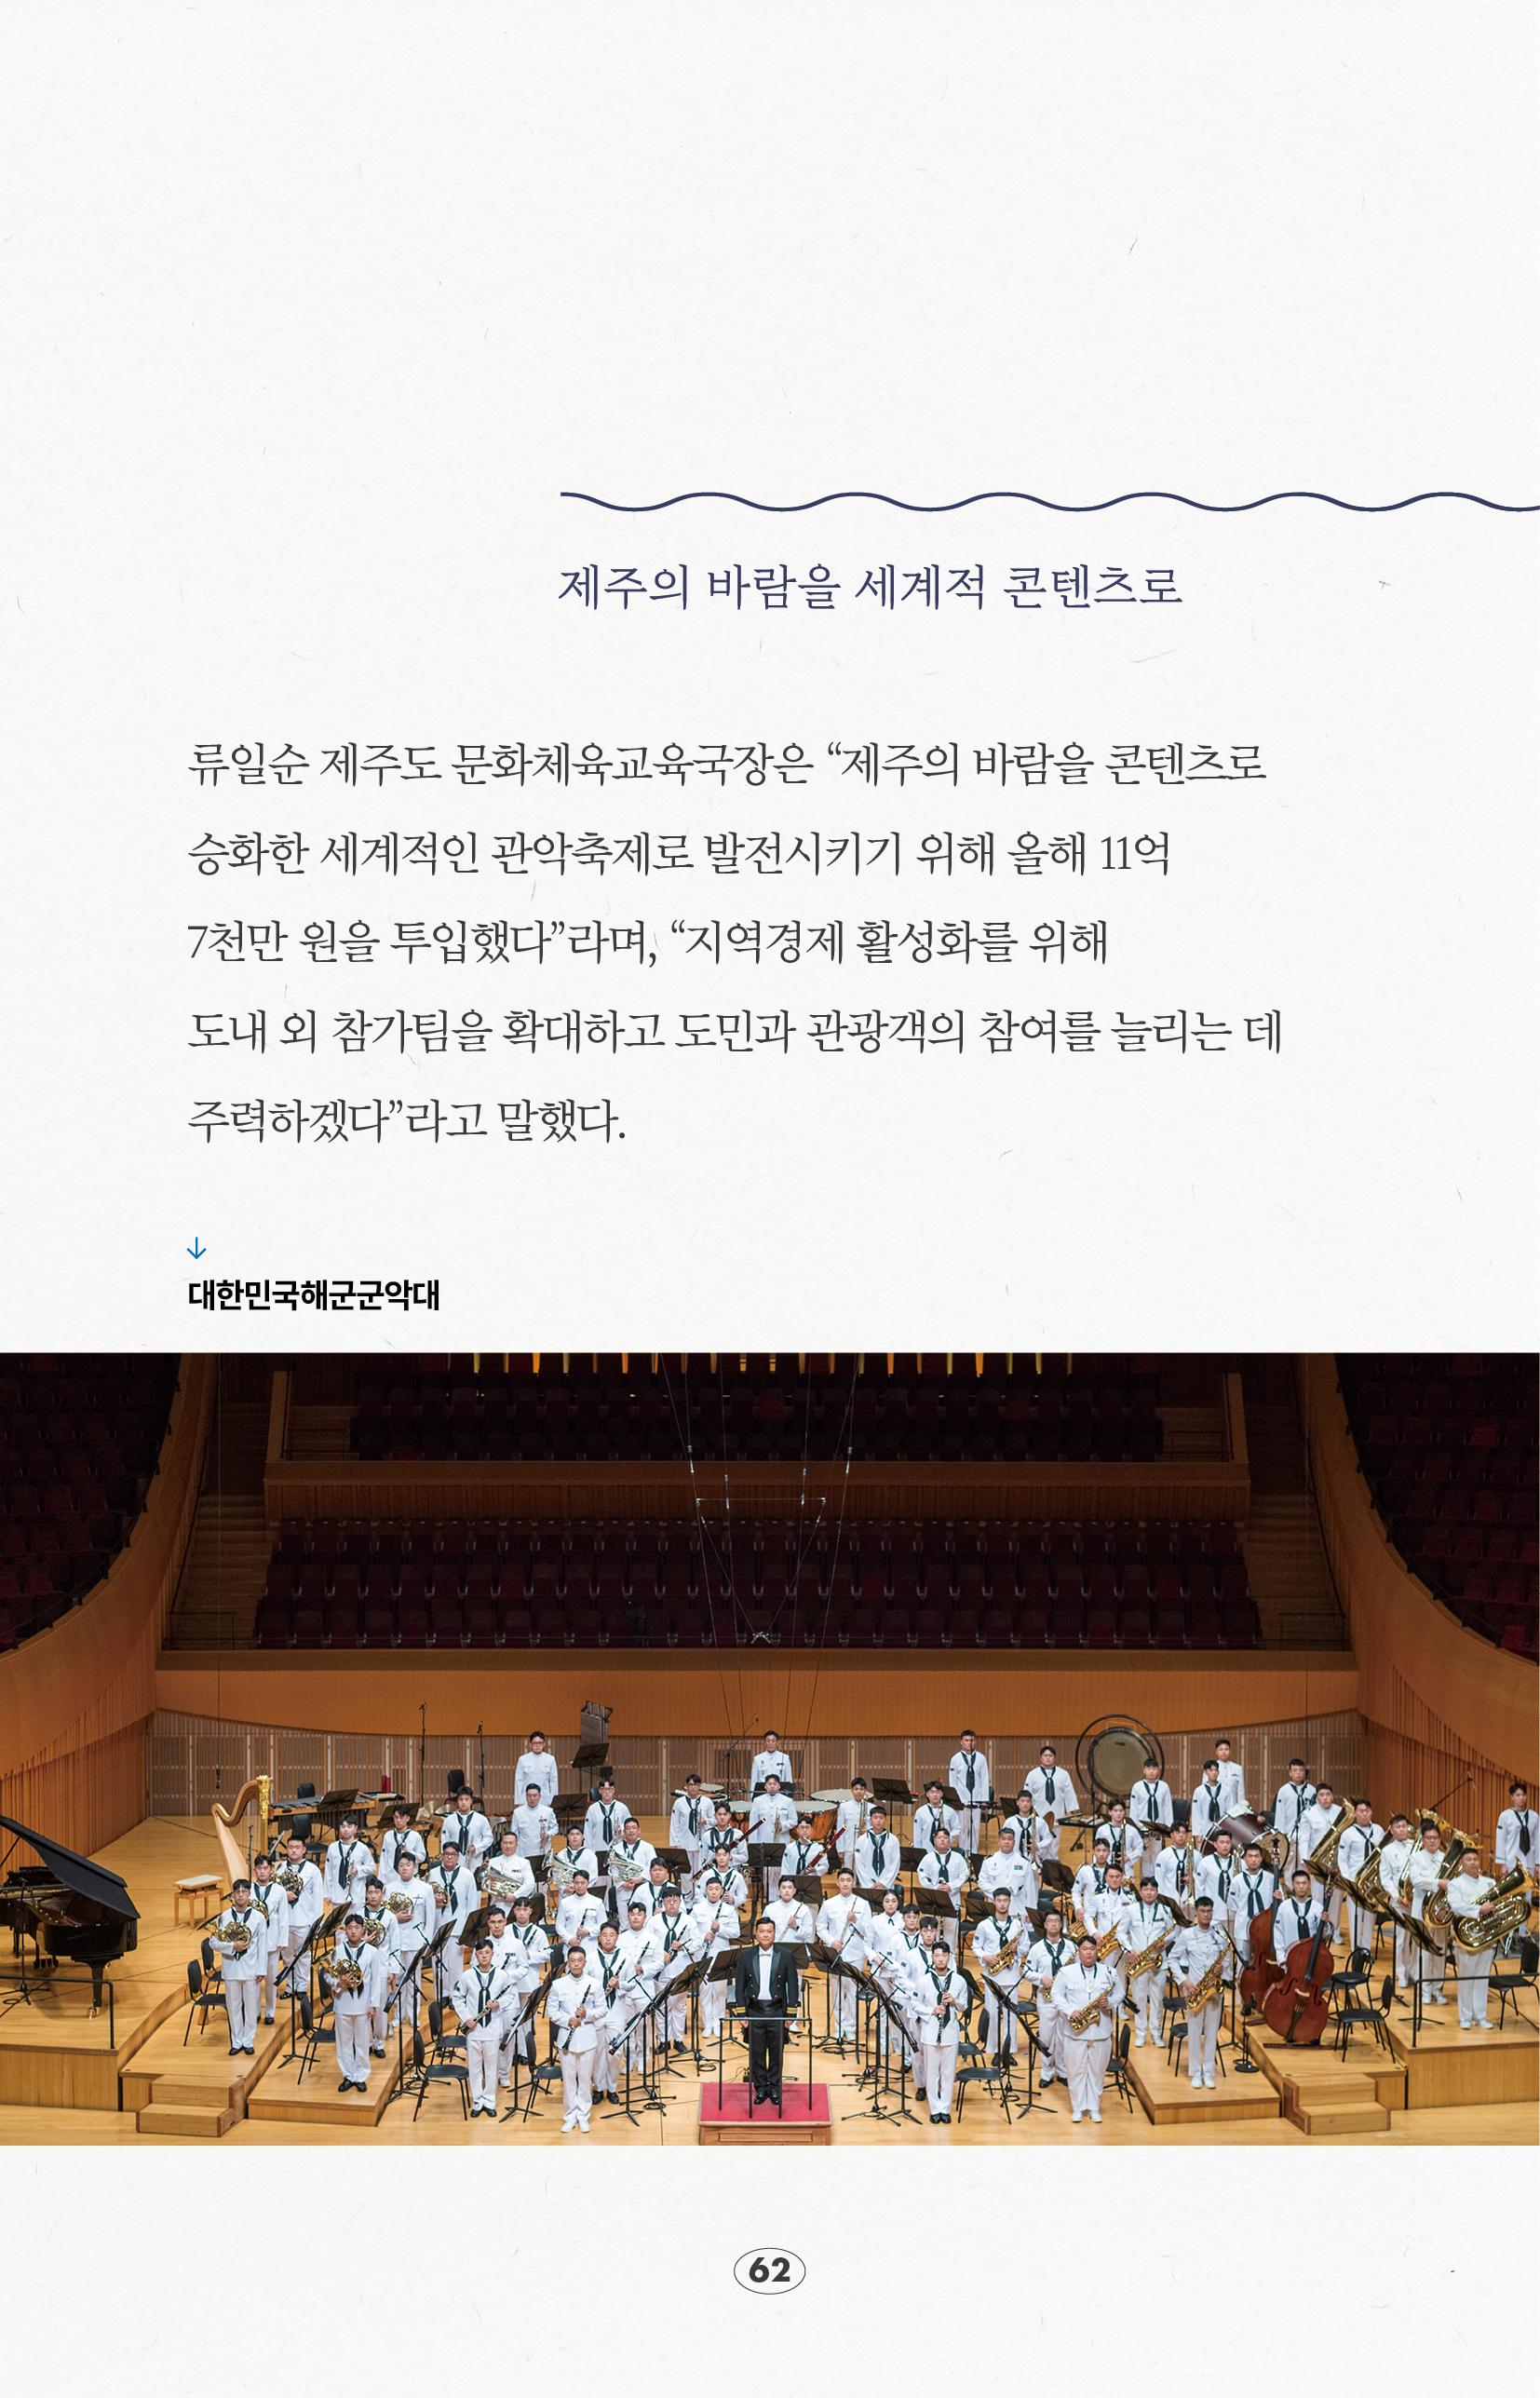 제주의 바람을 세계적 콘텐츠로
류일순 제주도 문화체육교육국장은 “제주의 바람을 콘텐츠로
승화한 세계적인 관악축제로 발전시키기 위해 올해 11억
7천만 원을 투입했다”라며, “지역경제 활성화를 위해
도내 외 참가팀을 확대하고 도민과 관광객의 참여를 늘리는 데
주력하겠다”라고 말했다.
↓
대한민국해군군악대
62